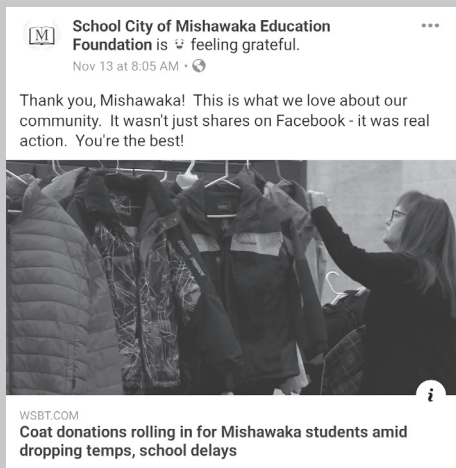 M
School City of Mishawaka Education
Foundation is feeling grateful.
Nov 13 at 8:05 AM •
Thank you, Mishawaka! This is what we love about our
community. It wasn't just shares on Facebook - it was real
action. You're the best!
i
WSBT.COM
Coat donations rolling in for Mishawaka students amid
dropping temps, school delays